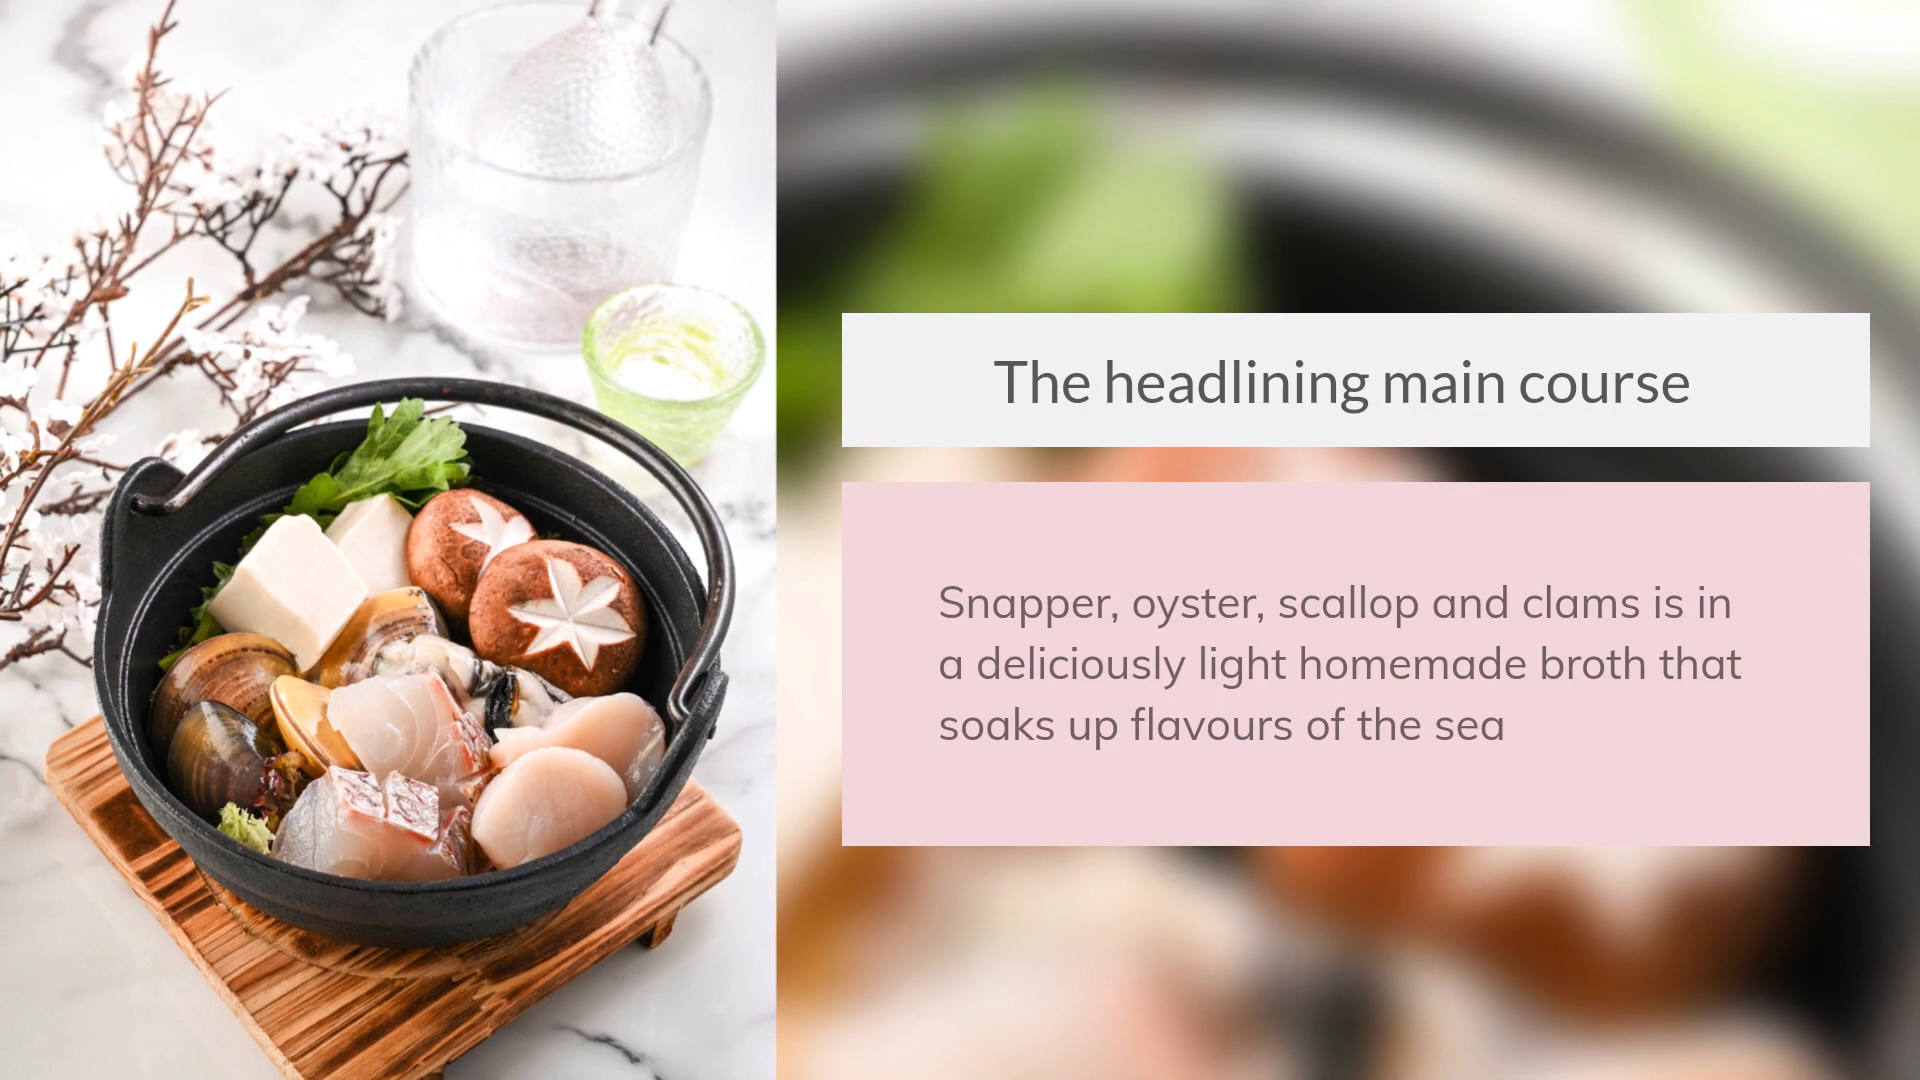 The headlining main course
Snapper, oyster, scallop and clams is in
a deliciously light homemade broth that
soaks up flavours of the sea